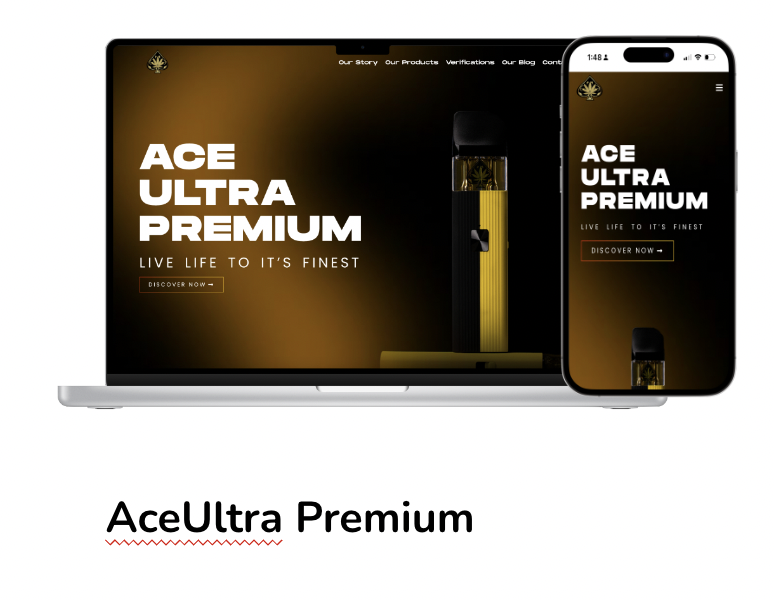 Our Story Our Products Verifications Our Blog Cont
ACE
ULTRA
PREMIUM
LIVE LIFE TO IT'S FINEST
DISCOVER NOW ➞
1:48
ACE
ULTRA
PREMIUM
LIVE LIFE TO IT'S FINEST
DISCOVER NOW ➞
AceUltra Premium